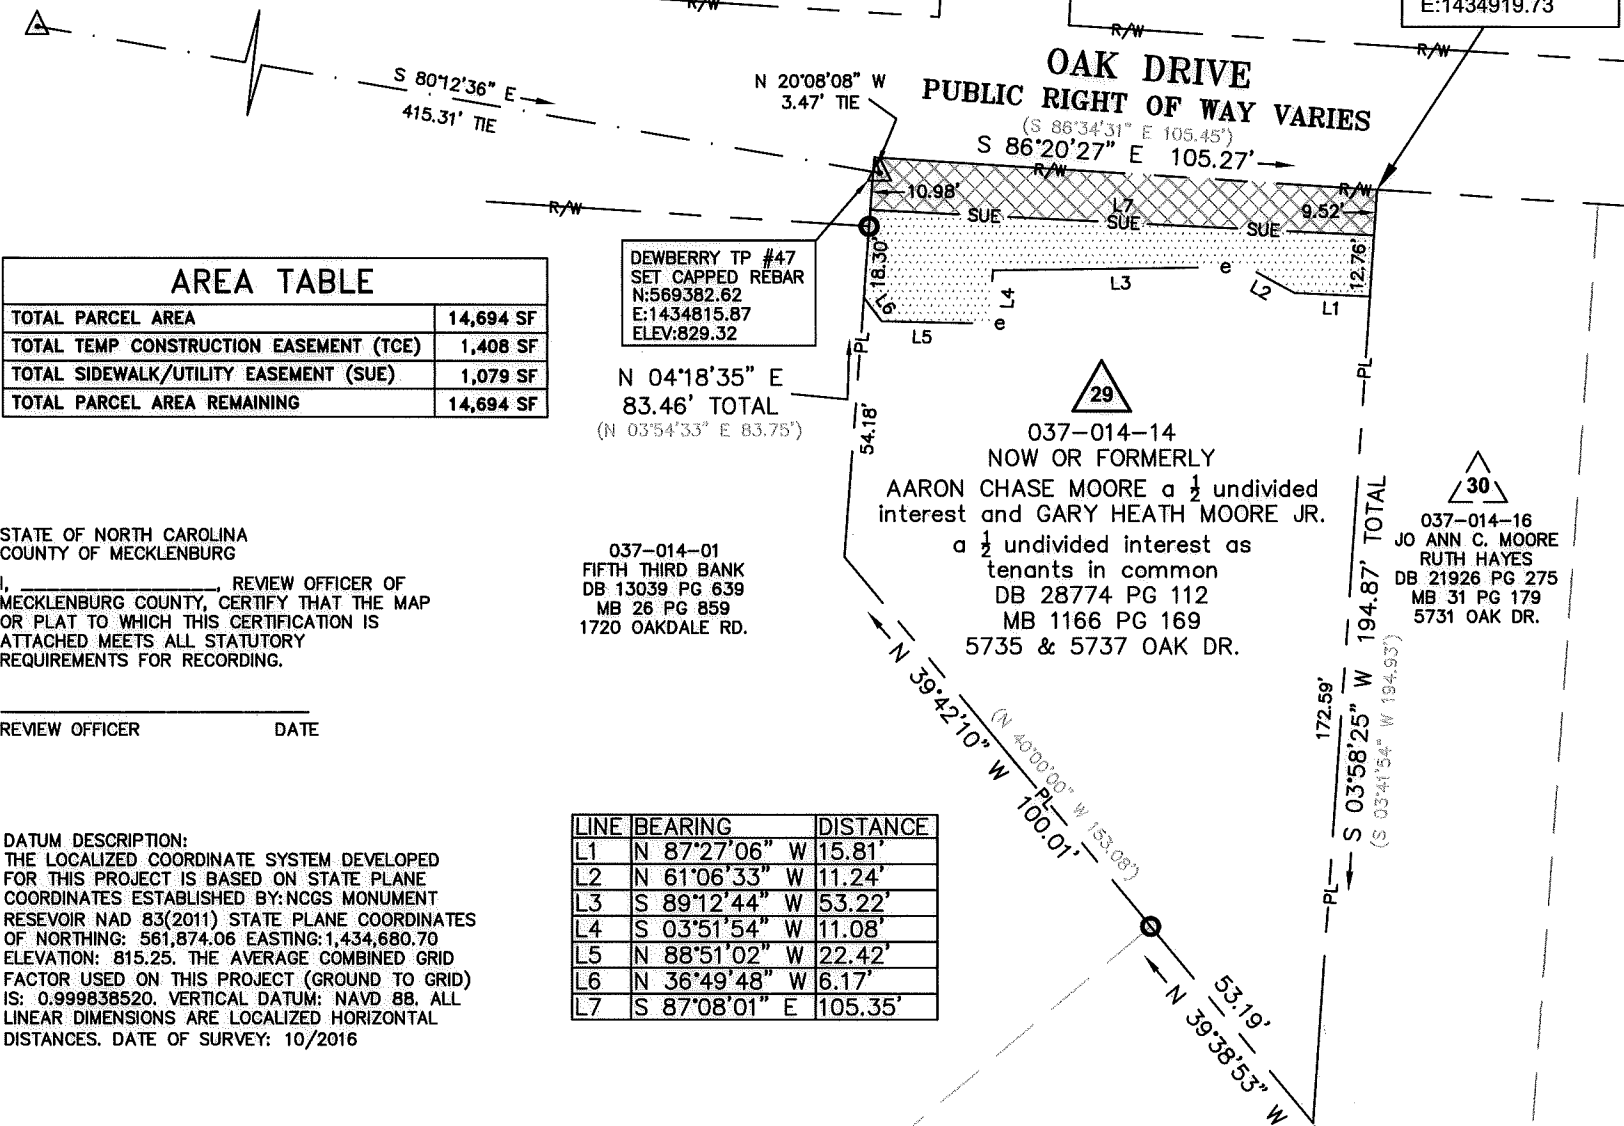 R/W
E:1434919.73
R/W
R/W
OAK DRIVE
PUBLIC RIGHT OF WAY VARIES
(S 86°34'31" E 105.45')
S 86°20'27" E 105.27'
S 80°12'36" E
415.31' TIE
N 20°08'08" W
3.47' TIE
R/W
R/W
R/W
10.98'
L7
9.52'
SUE
SUE
SUE
18.30'
12.76'
L6
L5
e
L4
L3
e
L2
L1
DEWBERRY TP #47
SET CAPPED REBAR
N:569382.62
E:1434815.87
ELEV:829.32
AREA TABLE
TOTAL PARCEL AREA 14,694 SF
TOTAL TEMP CONSTRUCTION EASEMENT (TCE) 1,408 SF
TOTAL SIDEWALK/UTILITY EASEMENT (SUE) 1,079 SF
TOTAL PARCEL AREA REMAINING 14,694 SF
N 04°18'35" E
83.46' TOTAL
(N 03°54'33" E 83.75')
PL
54.18'
PL
29
037-014-14
NOW OR FORMERLY
AARON CHASE MOORE a ½ undivided
interest and GARY HEATH MOORE JR.
a ½ undivided interest as
tenants in common
DB 28774 PG 112
MB 1166 PG 169
5735 & 5737 OAK DR.
30
037-014-16
JO ANN C. MOORE
RUTH HAYES
DB 21926 PG 275
MB 31 PG 179
5731 OAK DR.
037-014-01
FIFTH THIRD BANK
DB 13039 PG 639
MB 26 PG 859
1720 OAKDALE RD.
STATE OF NORTH CAROLINA
COUNTY OF MECKLENBURG
I, ____________________, REVIEW OFFICER OF
MECKLENBURG COUNTY, CERTIFY THAT THE MAP
OR PLAT TO WHICH THIS CERTIFICATION IS
ATTACHED MEETS ALL STATUTORY
REQUIREMENTS FOR RECORDING.
REVIEW OFFICER DATE
N 39°42'10" W
100.01'
(N 40°00'00" W 153.08')
PL
172.59'
S 03°58'25" W 194.87' TOTAL
(S 03°41'54" W 194.93')
PL
53.19'
N 39°38'53" W
DATUM DESCRIPTION:
THE LOCALIZED COORDINATE SYSTEM DEVELOPED
FOR THIS PROJECT IS BASED ON STATE PLANE
COORDINATES ESTABLISHED BY: NCGS MONUMENT
RESEVOIR NAD 83(2011) STATE PLANE COORDINATES
OF NORTHING: 561,874.06 EASTING:1,434,680.70
ELEVATION: 815.25. THE AVERAGE COMBINED GRID
FACTOR USED ON THIS PROJECT (GROUND TO GRID)
IS: 0.999838520. VERTICAL DATUM: NAVD 88. ALL
LINEAR DIMENSIONS ARE LOCALIZED HORIZONTAL
DISTANCES. DATE OF SURVEY: 10/2016
LINE BEARING DISTANCE
L1 N 87°27'06" W 15.81'
L2 N 61°06'33" W 11.24'
L3 S 89°12'44" W 53.22'
L4 S 03°51'54" W 11.08'
L5 N 88°51'02" W 22.42'
L6 N 36°49'48" W 6.17'
L7 S 87°08'01" E 105.35'